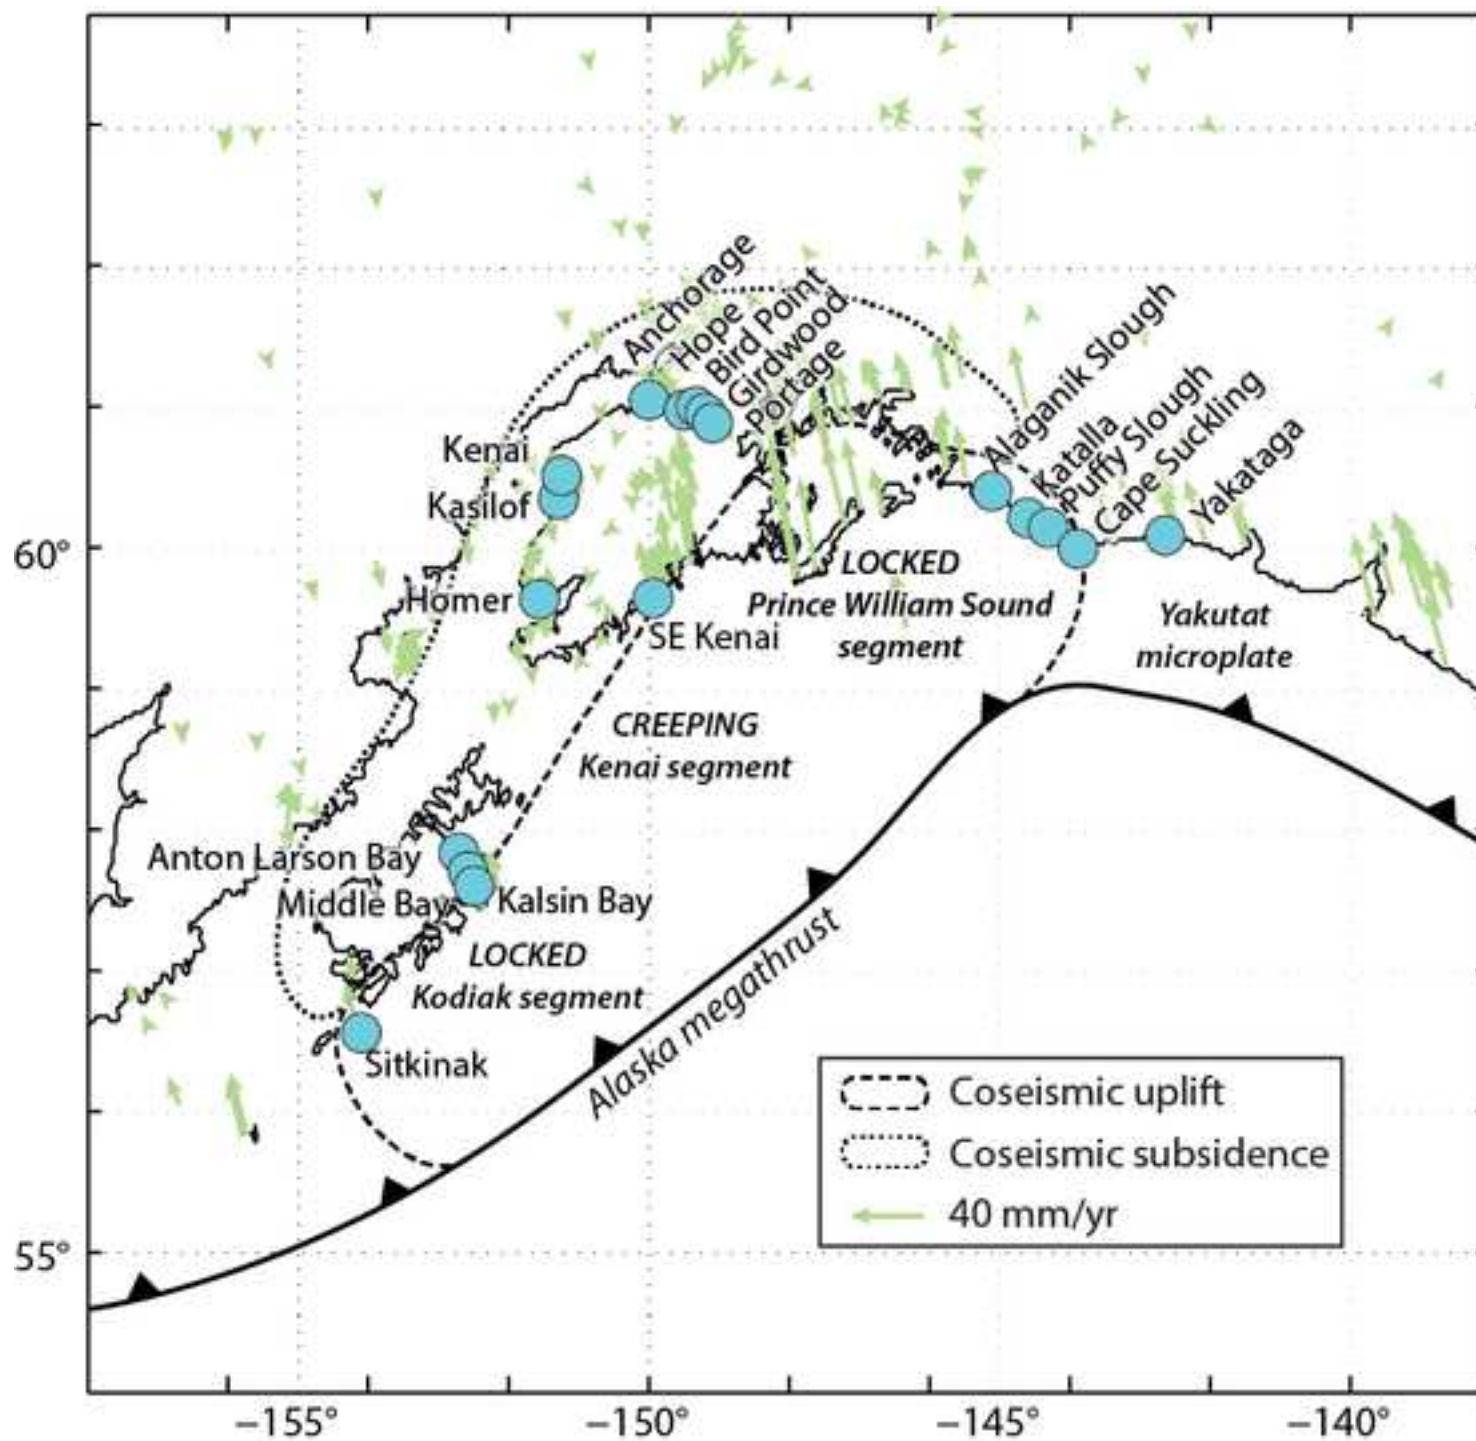 Anchorage
Hope
Bird Point
Girdwood
Portage
Alaganik Slough
Katalla
Puffy Slough
Cape Suckling
Yakataga
Kenai
Kasilof
60°
Homer
SE Kenai
LOCKED
Prince William Sound
segment
Yakutat
microplate
CREEPING
Kenai segment
Anton Larson Bay
Middle Bay
Kalsin Bay
LOCKED
Kodiak segment
Sitkinak
Alaska megathrust
Coseismic uplift
Coseismic subsidence
40 mm/yr
55°
−155°
−150°
−145°
−140°